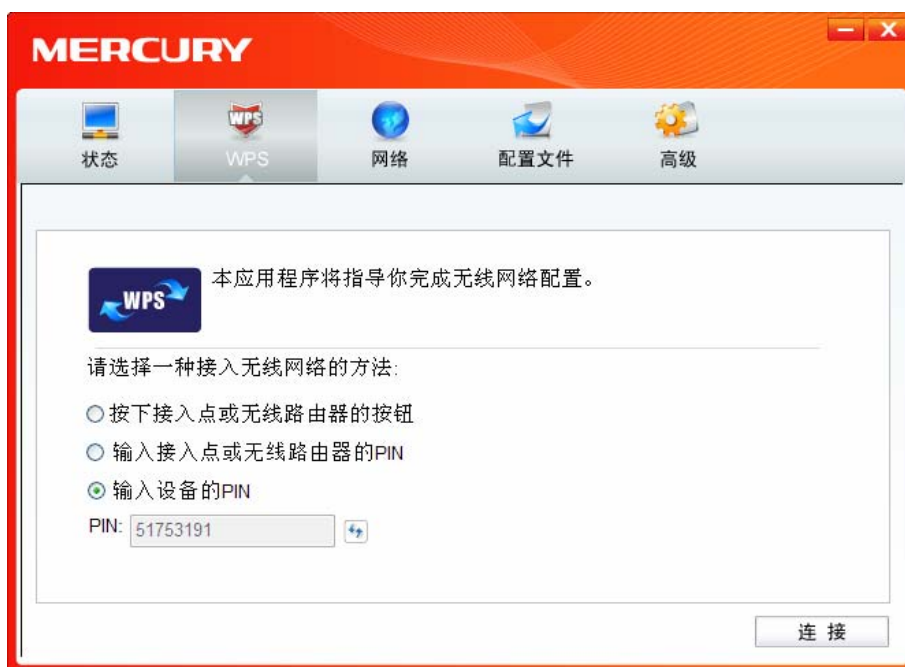 MERCURY
状态 WPS 网络 配置文件 高级
WPS
本应用程序将指导你完成无线网络配置。
请选择一种接入无线网络的方法:
按下接入点或无线路由器的按钮
输入接入点或无线路由器的PIN
输入设备的PIN
PIN: 51753191
连 接